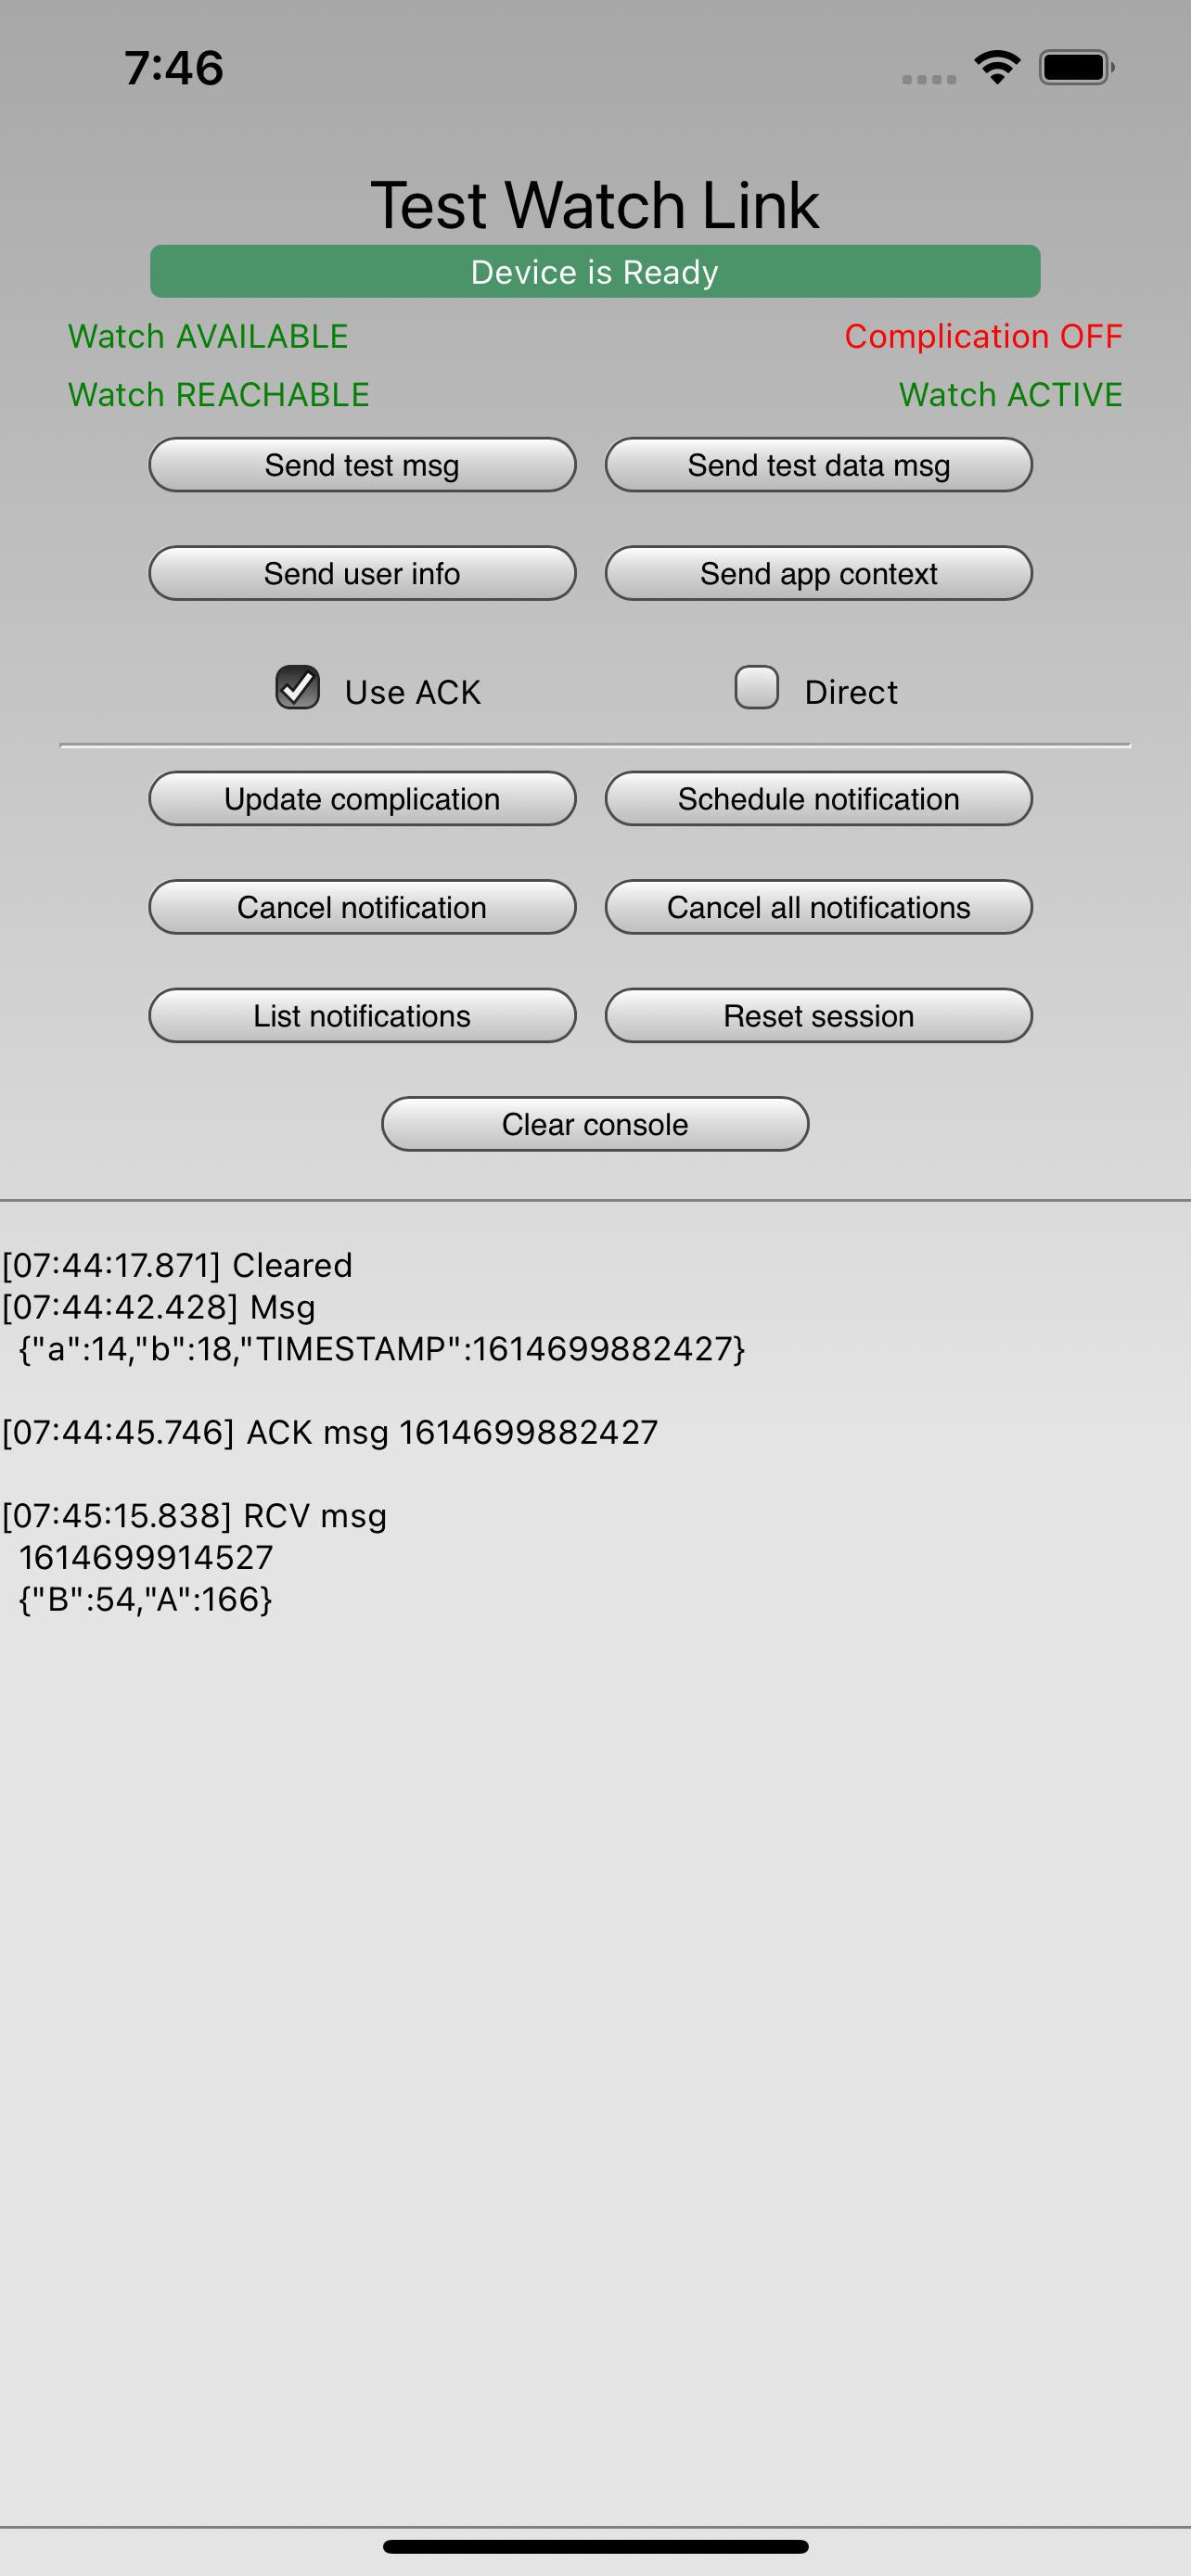 7:46
Test Watch Link
Device is Ready
Watch AVAILABLE Complication OFF
Watch REACHABLE Watch ACTIVE
Send test msg Send test data msg
Send user info Send app context
Use ACK Direct
Update complication Schedule notification
Cancel notification Cancel all notifications
List notifications Reset session
Clear console
[07:44:17.871] Cleared
[07:44:42.428] Msg
{"a":14,"b":18,"TIMESTAMP":1614699882427}
[07:44:45.746] ACK msg 1614699882427
[07:45:15.838] RCV msg
1614699914527
{"B":54,"A":166}